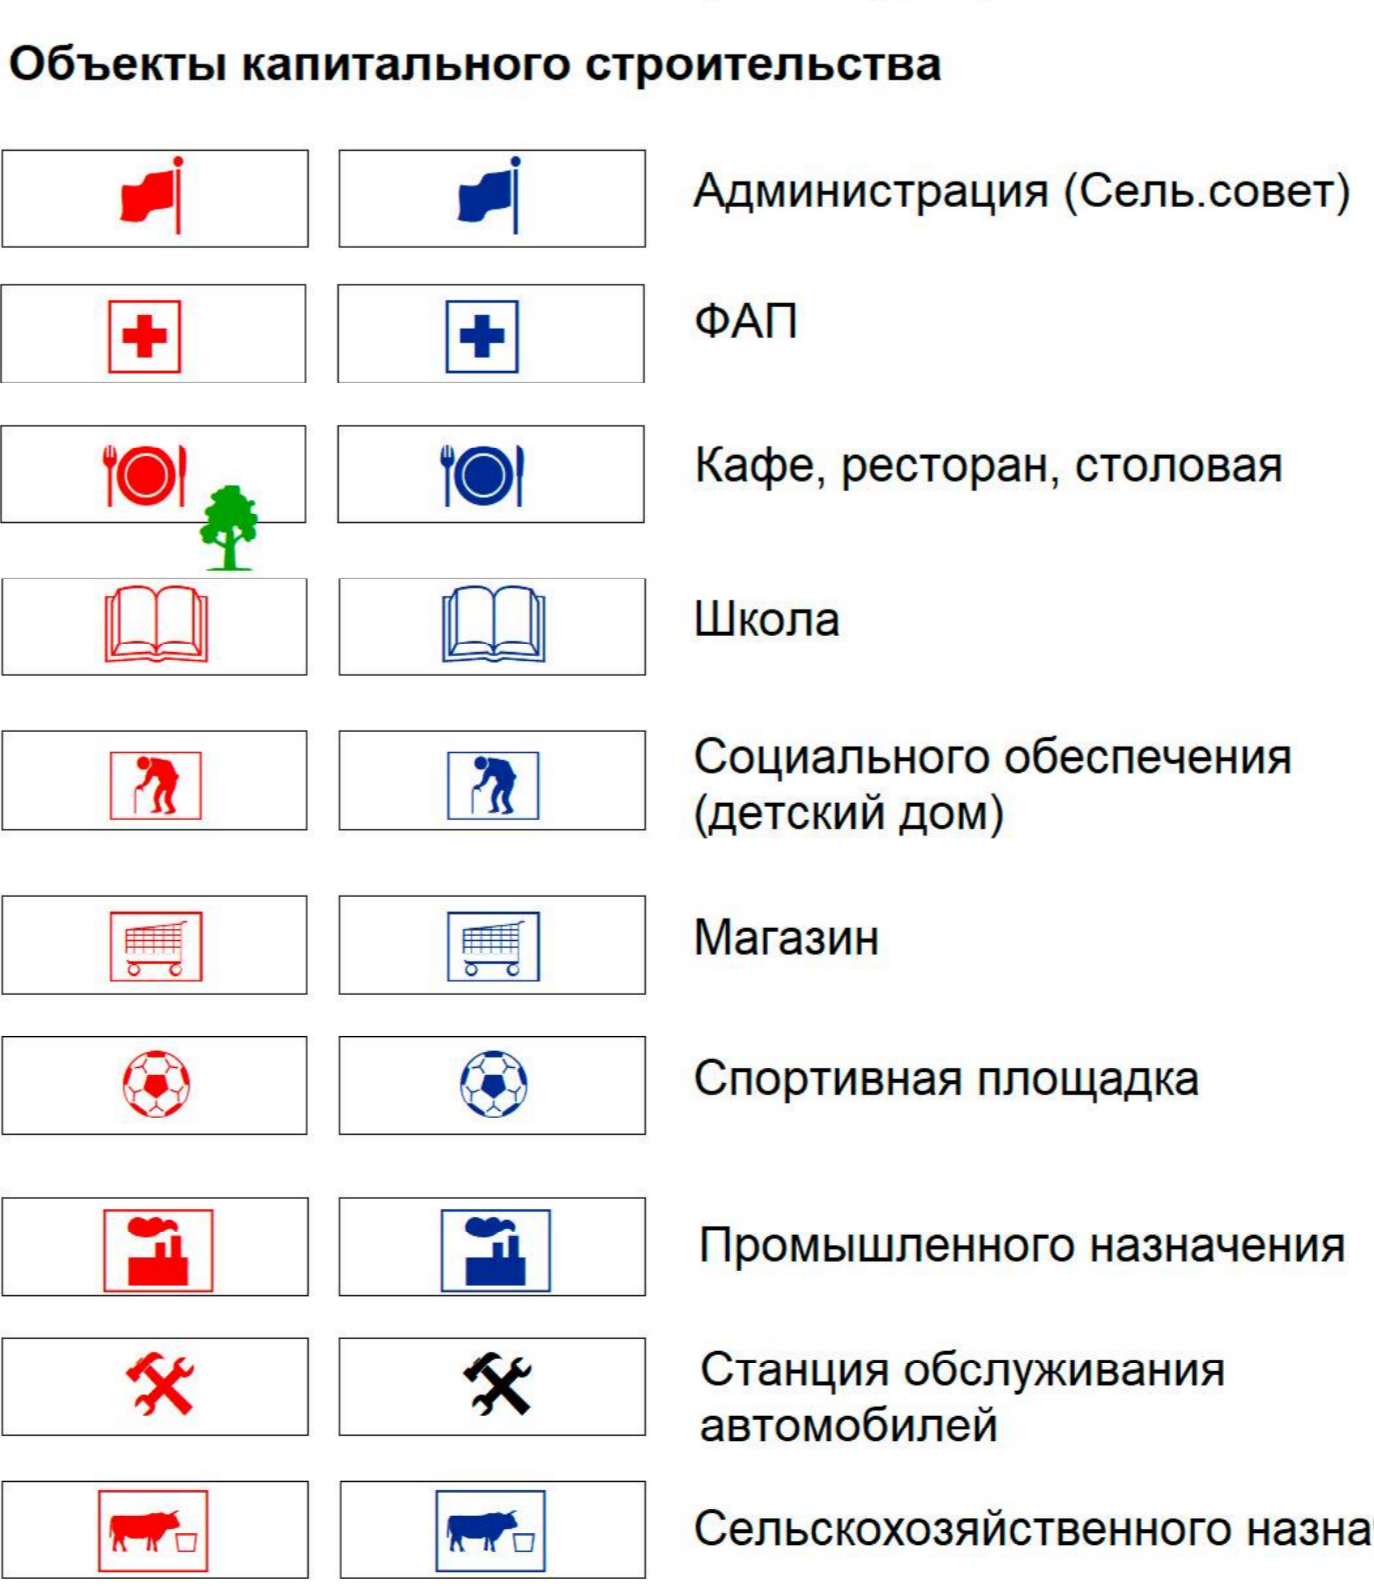 Объекты капитального строительства
Администрация (Сель.совет)
ФАП
Кафе, ресторан, столовая
Школа
Социального обеспечения
(детский дом)
Магазин
Спортивная площадка
Промышленного назначения
Станция обслуживания
автомобилей
Сельскохозяйственного